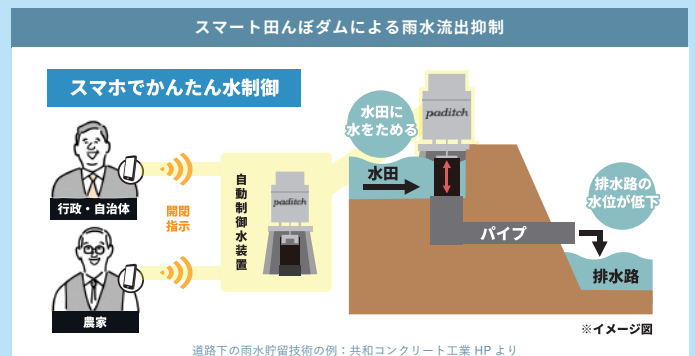 スマート田んぼダムによる雨水流出抑制
スマホでかんたん水制御
行政・自治体
開閉
指示
農家
自動制御水装置
paditch
水田に
水をためる
paditch
水田
パイプ
排水路の
水位が低下
排水路
※イメージ図
道路下の雨水貯留技術の例：共和コンクリート工業 HP より